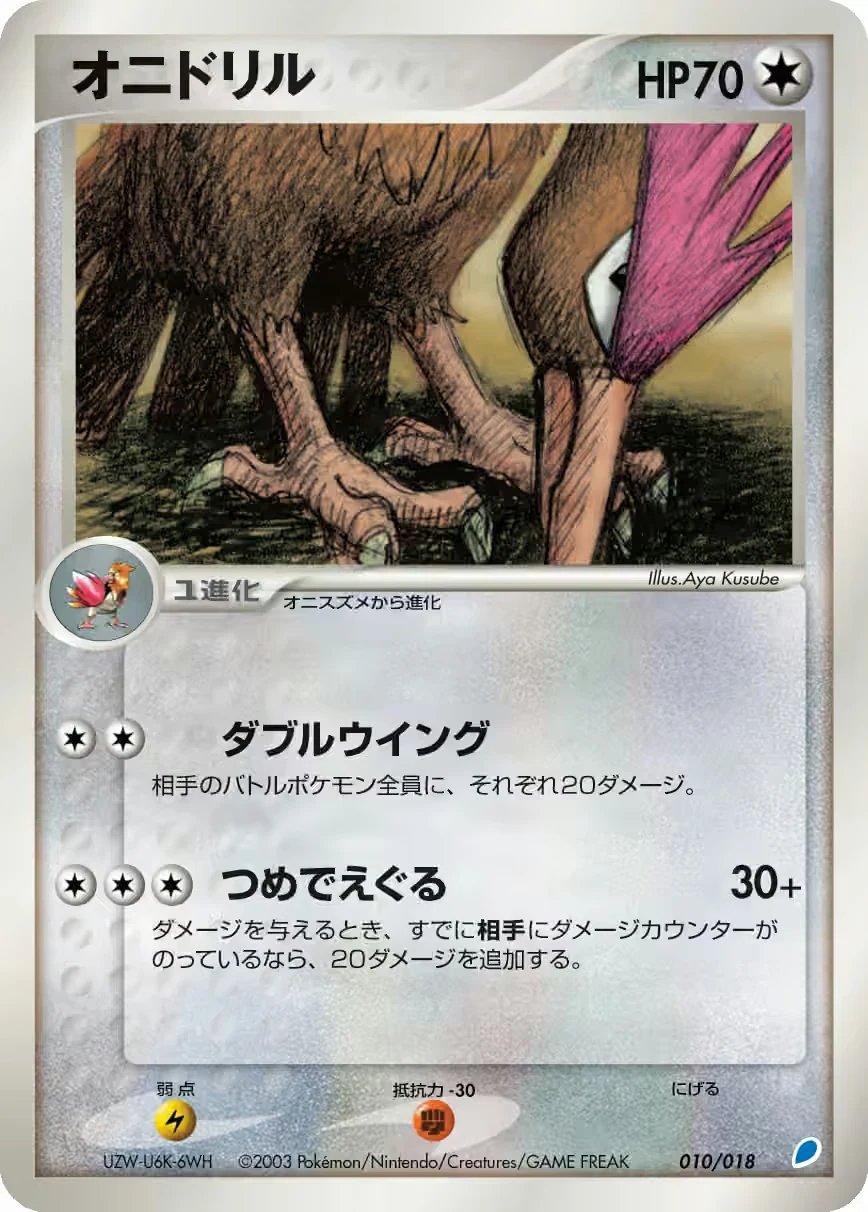 オニドリル HP70
Illus.Aya Kusube
1進化 オニスズメから進化
ダブルウイング
相手のバトルポケモン全員に、それぞれ20ダメージ。
つめでえぐる 30+
ダメージを与えるとき、すでに相手にダメージカウンターが
のっているなら、20ダメージを追加する。
弱点 抵抗力 -30 にげる
UZW-U6K-6WH ©2003 Pokémon/Nintendo/Creatures/GAME FREAK 010/018